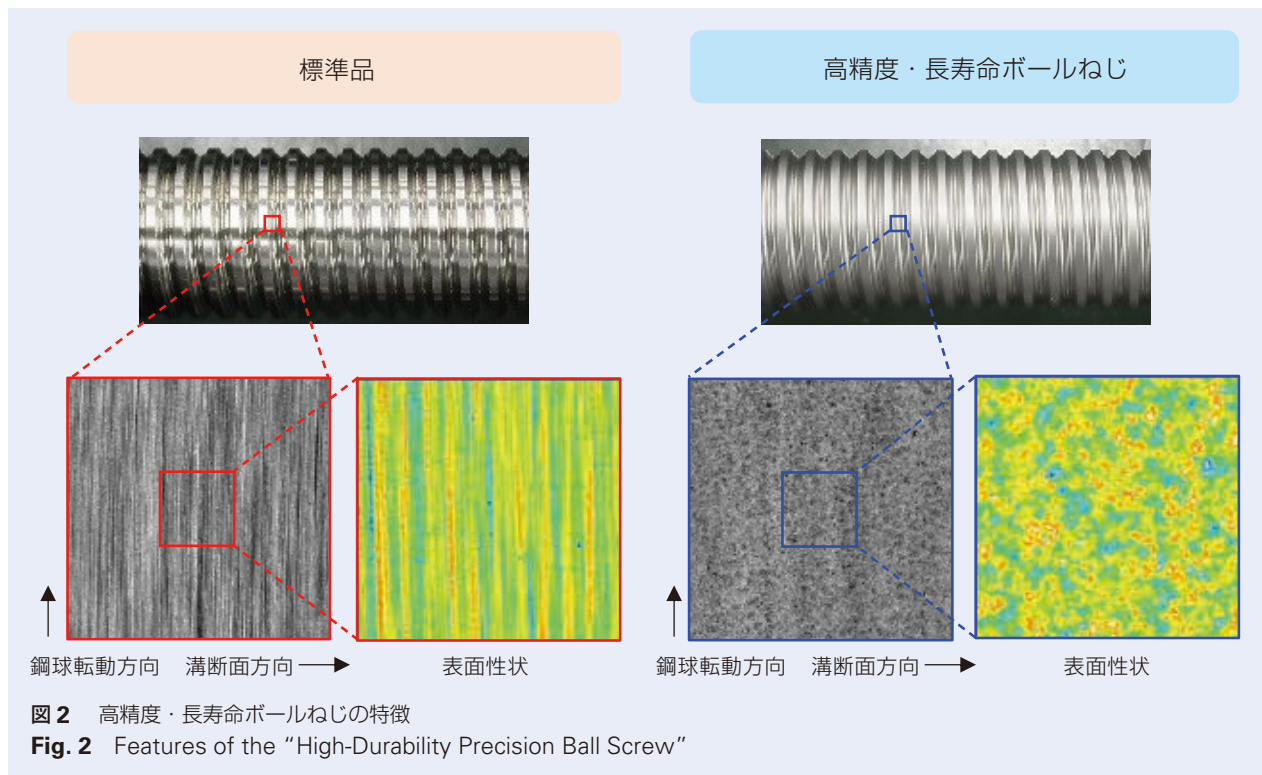 標準品
高精度・長寿命ボールねじ
鋼球転動方向 溝断面方向 表面性状
鋼球転動方向 溝断面方向 表面性状
図2 高精度・長寿命ボールねじの特徴
Fig. 2 Features of the “High-Durability Precision Ball Screw”